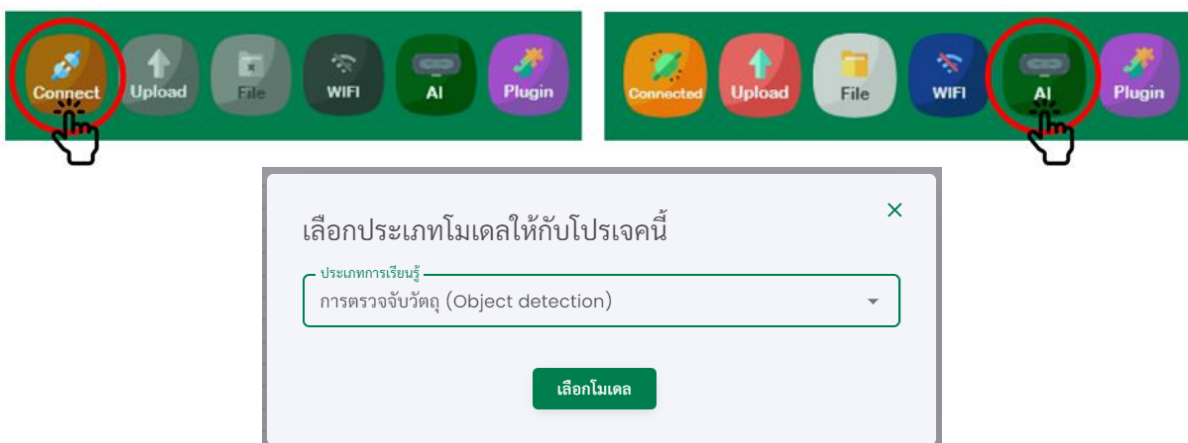 Connect Upload File WIFI AI Plugin
Connected Upload File WIFI AI Plugin
เลือกประเภทโมเดลให้กับโปรเจคนี้
ประเภทการเรียนรู้
การตรวจจับวัตถุ (Object detection)
เลือกโมเดล